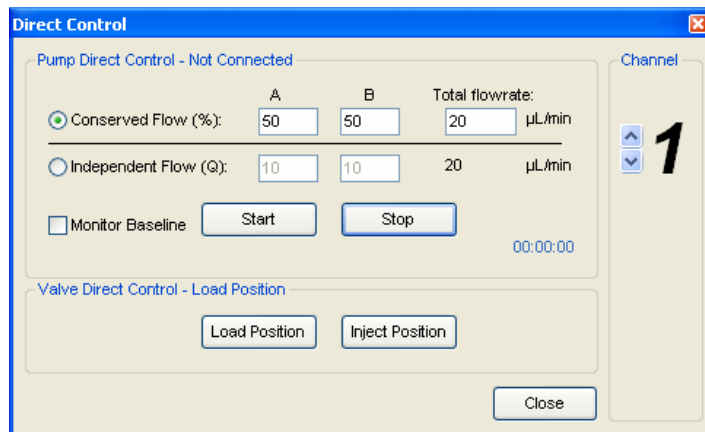 Direct Control
Pump Direct Control - Not Connected
Channel
A B Total flowrate:
Conserved Flow (%): 50 50 20 µL/min
1
Independent Flow (Q): 10 10 20 µL/min
Monitor Baseline Start Stop
00:00:00
Valve Direct Control - Load Position
Load Position Inject Position
Close